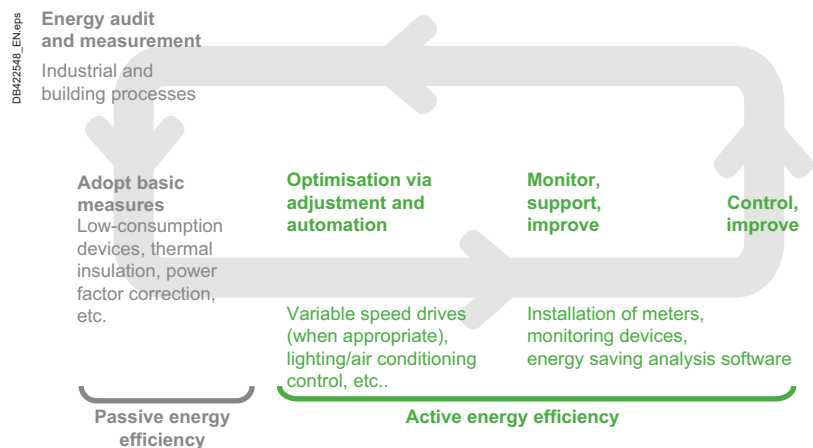 DB422548_EN.eps
Energy audit
and measurement
Industrial and
building processes
Adopt basic
measures
Low-consumption
devices, thermal
insulation, power
factor correction,
etc.
Optimisation via
adjustment and
automation
Monitor,
support,
improve
Control,
improve
Variable speed drives
(when appropriate),
lighting/air conditioning
control, etc..
Installation of meters,
monitoring devices,
energy saving analysis software
Passive energy
efficiency
Active energy efficiency